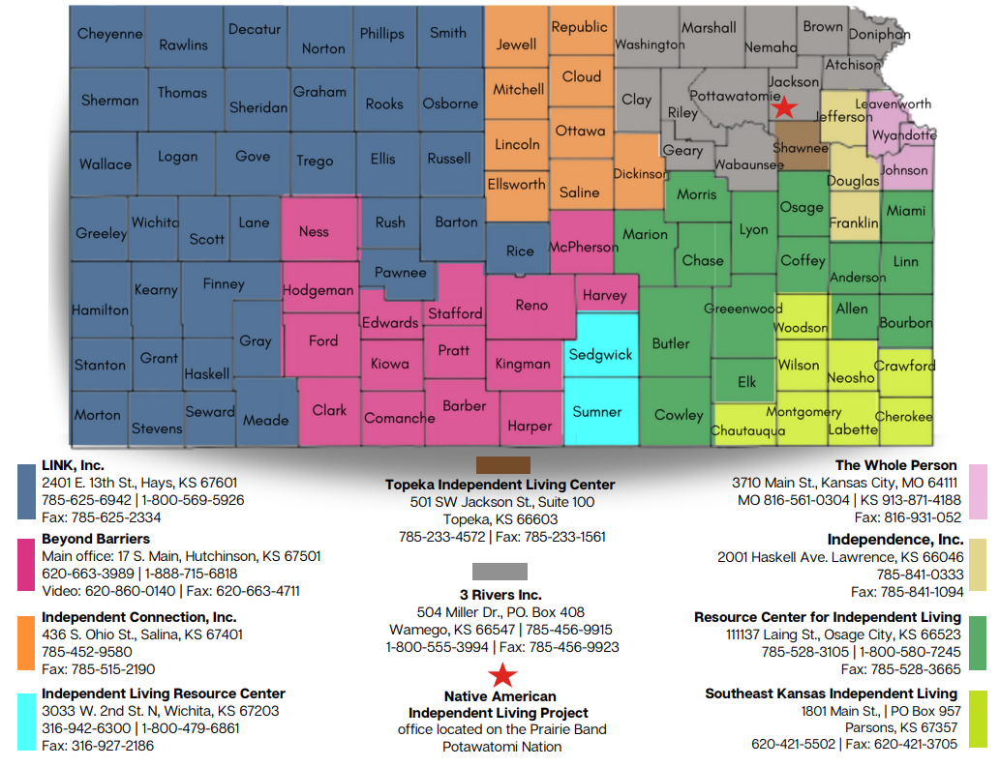 Cheyenne
Rawlins
Decatur
Norton
Phillips
Smith
Jewell
Republic
Washington
Marshall
Nemaha
Brown
Doniphan
Atchison
Sherman
Thomas
Sheridan
Graham
Rooks
Osborne
Mitchell
Cloud
Clay
Riley
Pottawatomie
Jackson
Jefferson
Leavenworth
Wyandotte
Wallace
Logan
Gove
Trego
Ellis
Russell
Lincoln
Ottawa
Ellsworth
Saline
Dickinson
Geary
Wabaunsee
Shawnee
Douglas
Johnson
Greeley
Wichita
Scott
Lane
Ness
Rush
Barton
Rice
McPherson
Marion
Morris
Chase
Lyon
Osage
Franklin
Miami
Coffey
Anderson
Linn
Hamilton
Kearny
Finney
Hodgeman
Pawnee
Edwards
Stafford
Reno
Harvey
Sedgwick
Butler
Greeenwood
Woodson
Allen
Bourbon
Stanton
Grant
Haskell
Gray
Ford
Kiowa
Pratt
Kingman
Elk
Wilson
Neosho
Crawford
Morton
Stevens
Seward
Meade
Clark
Comanche
Barber
Harper
Sumner
Cowley
Chautauqua
Montgomery
Labette
Cherokee
LINK, Inc.
2401 E. 13th St., Hays, KS 67601
785-625-6942 | 1-800-569-5926
Fax: 785-625-2334
Beyond Barriers
Main office: 17 S. Main, Hutchinson, KS 67501
620-663-3989 | 1-888-715-6818
Video: 620-860-0140 | Fax: 620-663-4711
Independent Connection, Inc.
436 S. Ohio St., Salina, KS 67401
785-452-9580
Fax: 785-515-2190
Independent Living Resource Center
3033 W. 2nd St. N, Wichita, KS 67203
316-942-6300 | 1-800-479-6861
Fax: 316-927-2186
Topeka Independent Living Center
501 SW Jackson St., Suite 100
Topeka, KS 66603
785-233-4572 | Fax: 785-233-1561
3 Rivers Inc.
504 Miller Dr., PO. Box 408
Wamego, KS 66547 | 785-456-9915
1-800-555-3994 | Fax: 785-456-9923
Native American
Independent Living Project
office located on the Prairie Band
Potawatomi Nation
The Whole Person
3710 Main St., Kansas City, MO 64111
MO 816-561-0304 | KS 913-871-4188
Fax: 816-931-052
Independence, Inc.
2001 Haskell Ave. Lawrence, KS 66046
785-841-0333
Fax: 785-841-1094
Resource Center for Independent Living
111137 Laing St., Osage City, KS 66523
785-528-3105 | 1-800-580-7245
Fax: 785-528-3665
Southeast Kansas Independent Living
1801 Main St., | PO Box 957
Parsons, KS 67357
620-421-5502 | Fax: 620-421-3705